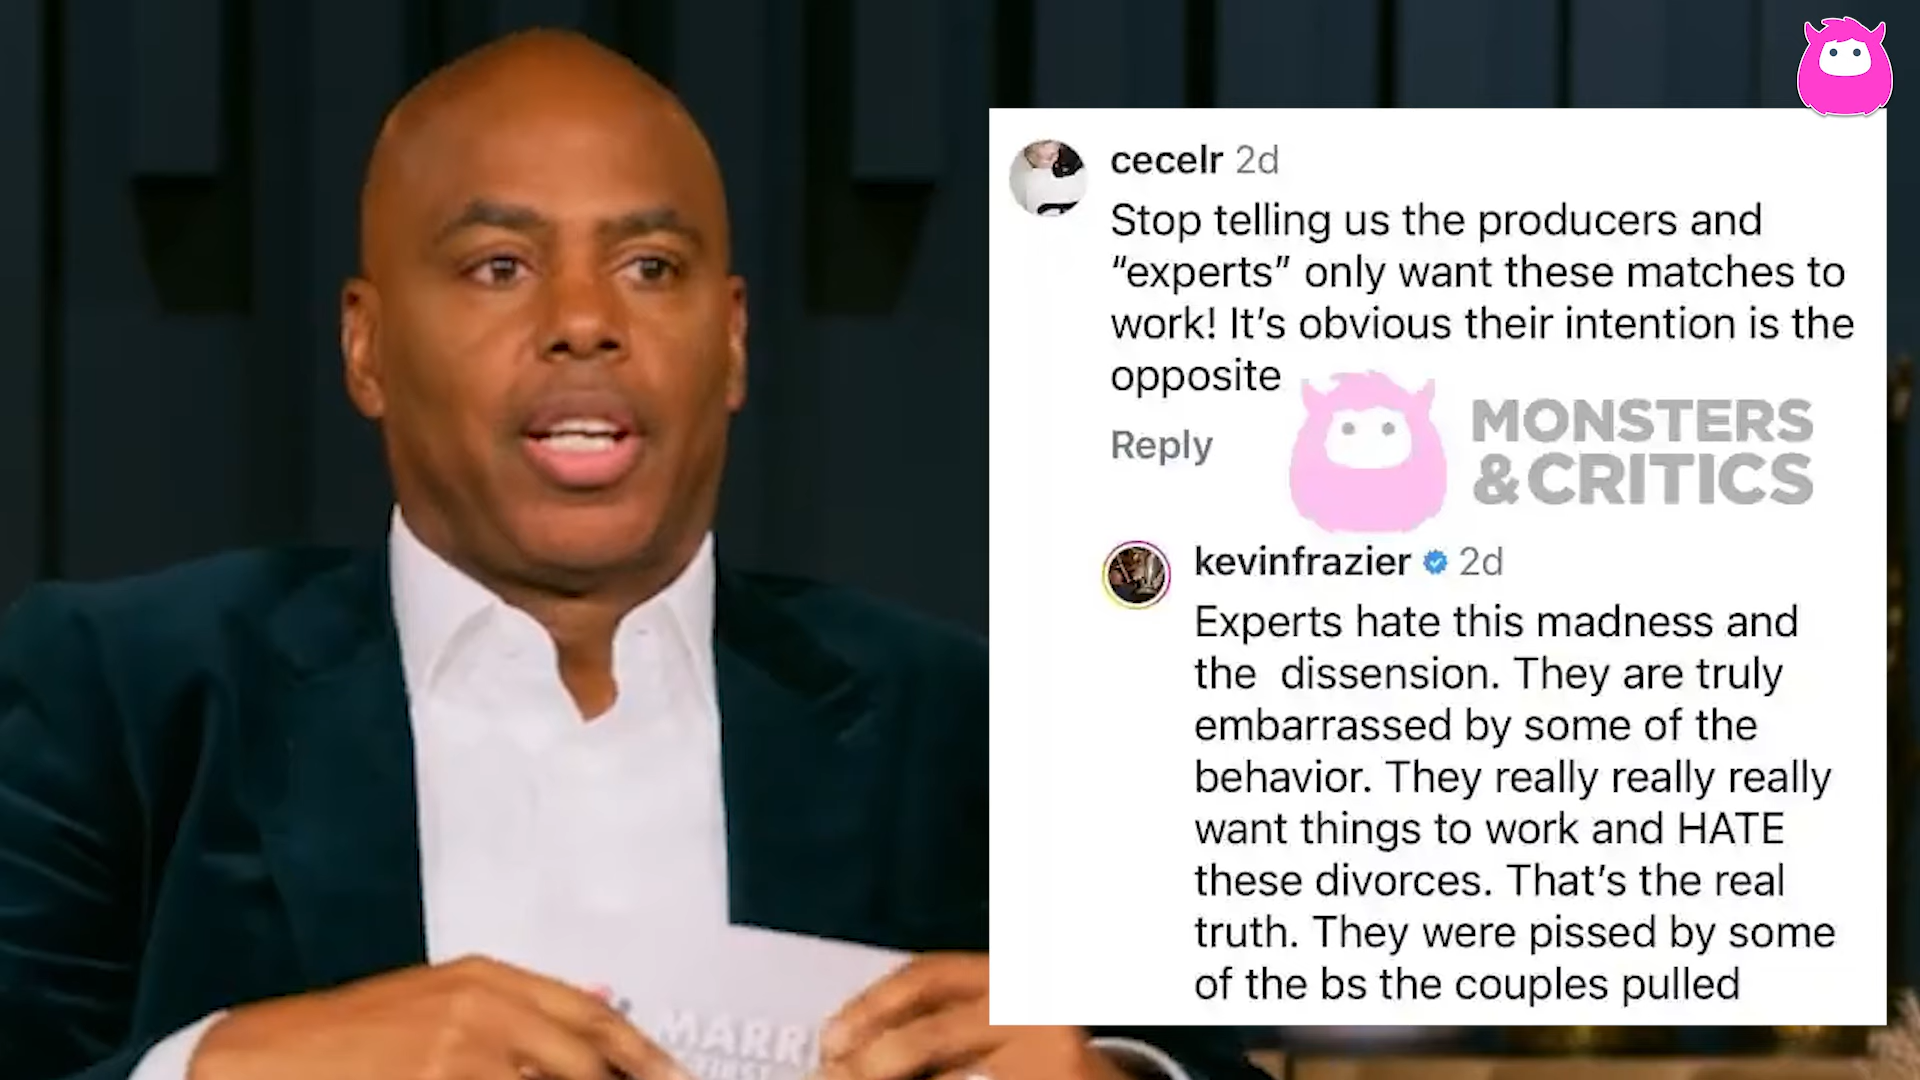 cecelr 2d
Stop telling us the producers and
“experts” only want these matches to
work! It’s obvious their intention is the
opposite
Reply
MONSTERS
&CRITICS
kevinfrazier 2d
Experts hate this madness and
the  dissension. They are truly
embarrassed by some of the
behavior. They really really really
want things to work and HATE
these divorces. That’s the real
truth. They were pissed by some
of the bs the couples pulled
MARRI
FIRST